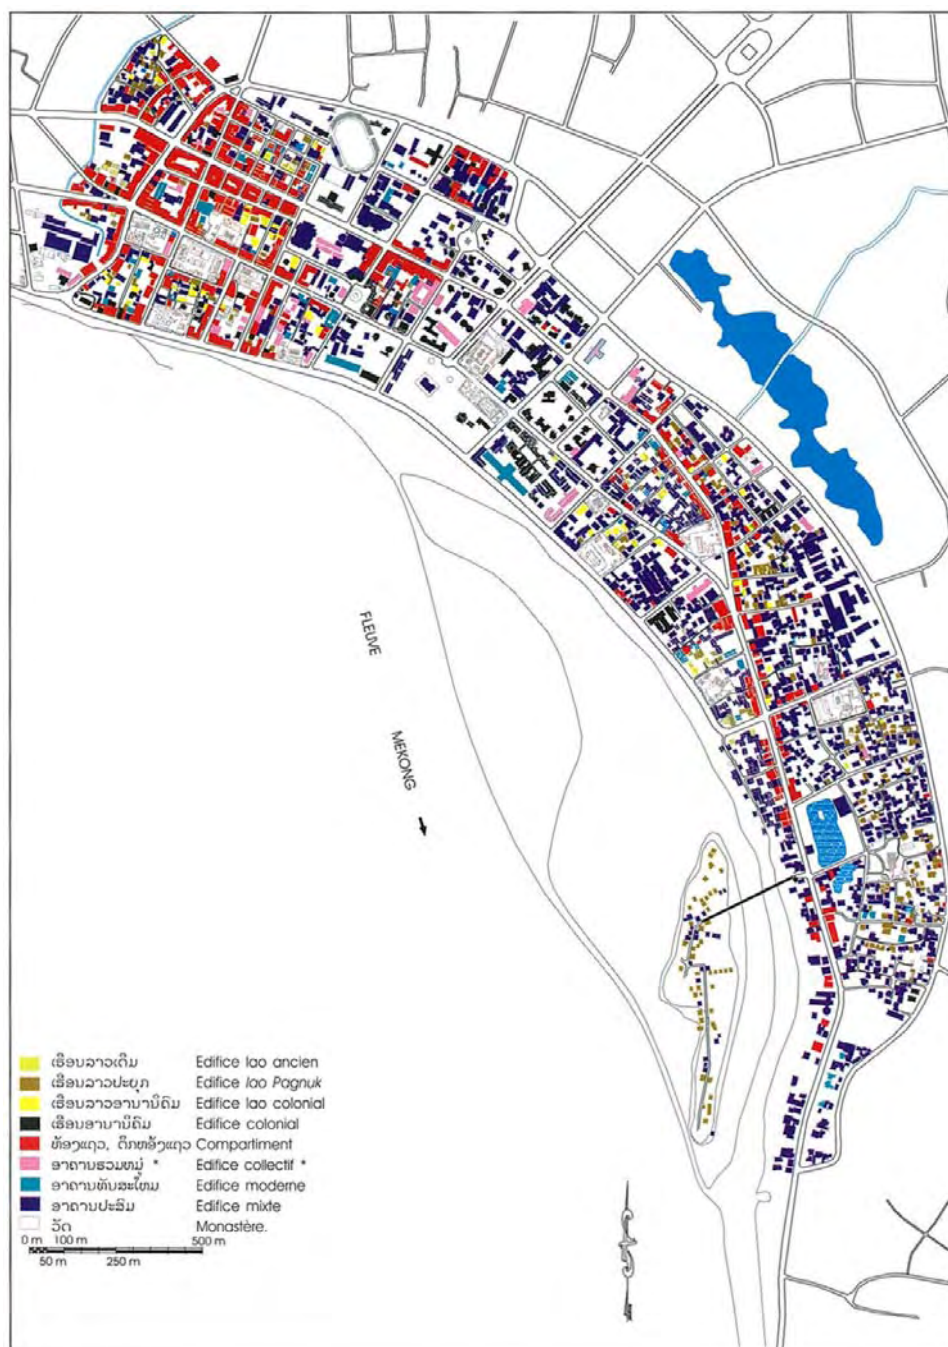 FLEUVE
MEKONG
ເຮືອນລາວເດີມ Edifice lao ancien
ເຮືອນລາວປະຍຸກ Edifice lao Pagnuk
ເຮືອນລາວອານານິຄົມ Edifice lao colonial
ເຮືອນອານານິຄົມ Edifice colonial
ຫ້ອງແຖວ, ຕຶກຫ້ອງແຖວ Compartiment
ອາຄານຮວມຫມູ່ * Edifice collectif *
ອາຄານທັນສະໄຫມ Edifice moderne
ອາຄານປະສົມ Edifice mixte
ວັດ Monastère.
0 m 100 m 500 m
50 m 250 m